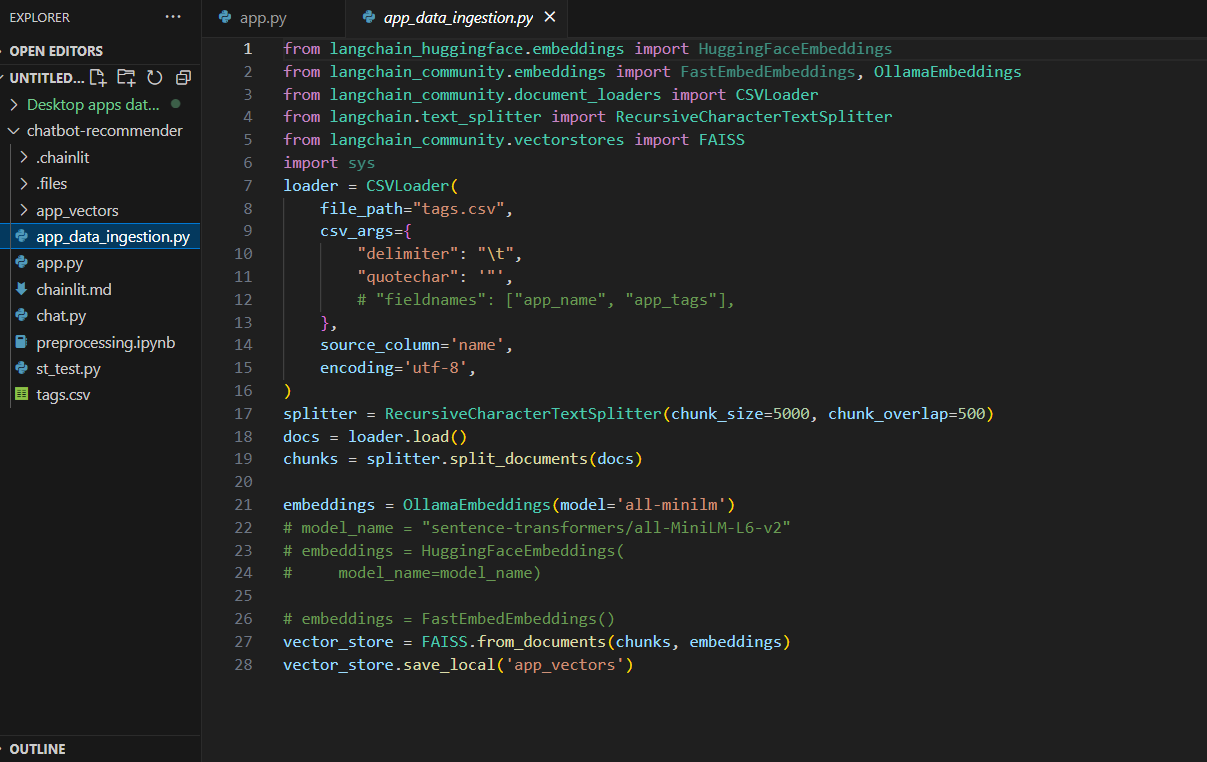 EXPLORER
···
OPEN EDITORS
UNTITLED...
Desktop apps dat...
chatbot-recommender
.chainlit
.files
app_vectors
app_data_ingestion.py
app.py
chainlit.md
chat.py
preprocessing.ipynb
st_test.py
tags.csv
OUTLINE
app.py
app_data_ingestion.py
1 from langchain_huggingface.embeddings import HuggingFaceEmbeddings
2 from langchain_community.embeddings import FastEmbedEmbeddings, OllamaEmbeddings
3 from langchain_community.document_loaders import CSVLoader
4 from langchain.text_splitter import RecursiveCharacterTextSplitter
5 from langchain_community.vectorstores import FAISS
6 import sys
7 loader = CSVLoader(
8     file_path="tags.csv",
9     csv_args={
10         "delimiter": "\t",
11         "quotechar": '"',
12         # "fieldnames": ["app_name", "app_tags"],
13     },
14     source_column='name',
15     encoding='utf-8',
16 )
17 splitter = RecursiveCharacterTextSplitter(chunk_size=5000, chunk_overlap=500)
18 docs = loader.load()
19 chunks = splitter.split_documents(docs)
20
21 embeddings = OllamaEmbeddings(model='all-minilm')
22 # model_name = "sentence-transformers/all-MiniLM-L6-v2"
23 # embeddings = HuggingFaceEmbeddings(
24 #     model_name=model_name)
25
26 # embeddings = FastEmbedEmbeddings()
27 vector_store = FAISS.from_documents(chunks, embeddings)
28 vector_store.save_local('app_vectors')